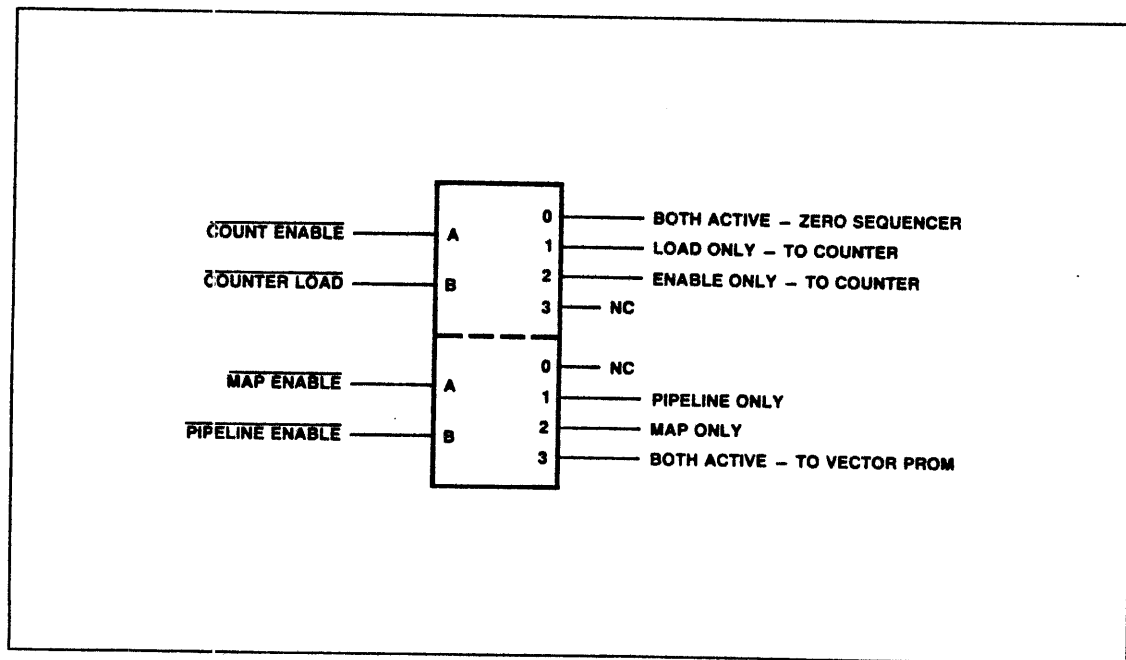 COUNT ENABLE A 0 BOTH ACTIVE – ZERO SEQUENCER
1 LOAD ONLY – TO COUNTER
COUNTER LOAD B 2 ENABLE ONLY – TO COUNTER
3 NC
0 NC
MAP ENABLE A 1 PIPELINE ONLY
PIPELINE ENABLE B 2 MAP ONLY
3 BOTH ACTIVE – TO VECTOR PROM